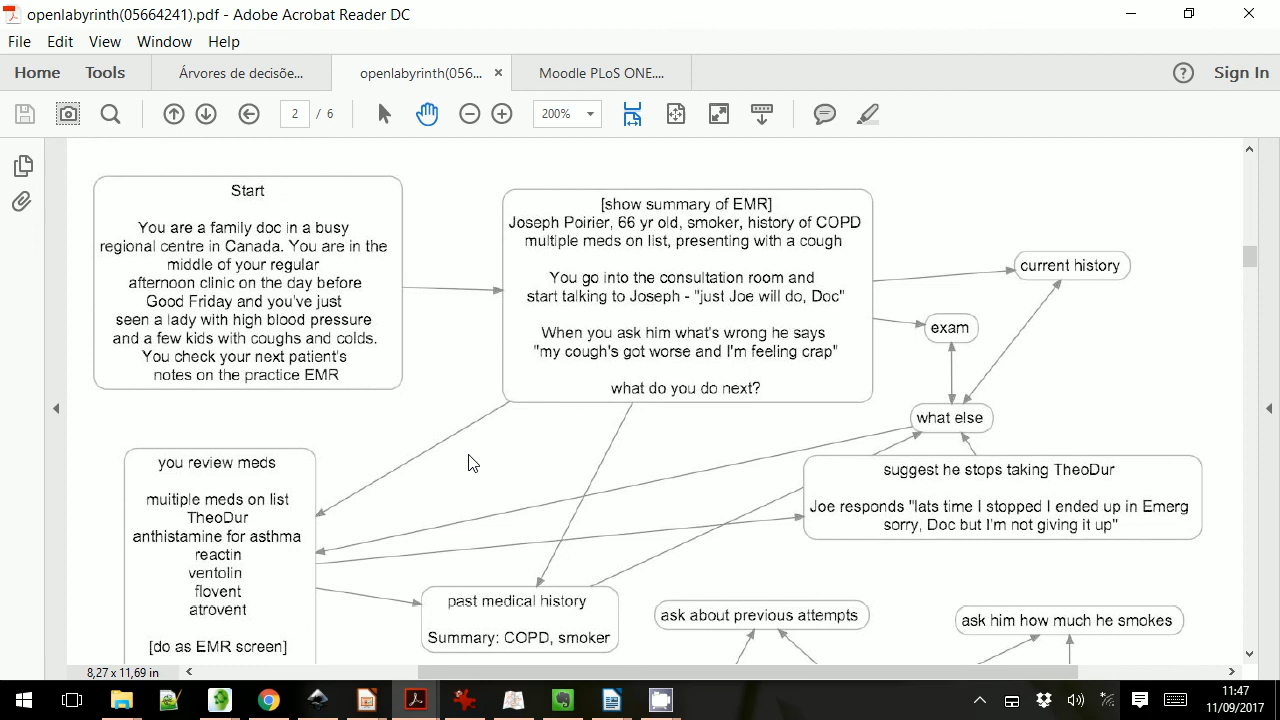 openlabyrinth(05664241).pdf - Adobe Acrobat Reader DC
File Edit View Window Help
Home Tools Árvores de decisõe... openlabyrinth(056... × Moodle PLoS ONE.... Sign In
2 / 6 200%
Start
You are a family doc in a busy
regional centre in Canada. You are in the
middle of your regular
afternoon clinic on the day before
Good Friday and you've just
seen a lady with high blood pressure
and a few kids with coughs and colds.
You check your next patient's
notes on the practice EMR
[show summary of EMR]
Joseph Poirier, 66 yr old, smoker, history of COPD
multiple meds on list, presenting with a cough
You go into the consultation room and
start talking to Joseph - "just Joe will do, Doc"
When you ask him what's wrong he says
"my cough's got worse and I'm feeling crap"
what do you do next?
current history
exam
what else
suggest he stops taking TheoDur
Joe responds "lats time I stopped I ended up in Emerg
sorry, Doc but I'm not giving it up"
you review meds
multiple meds on list
TheoDur
anthistamine for asthma
reactin
ventolin
flovent
atrovent
[do as EMR screen]
past medical history
Summary: COPD, smoker
ask about previous attempts
ask him how much he smokes
8,27 x 11,69 in
11:47
11/09/2017